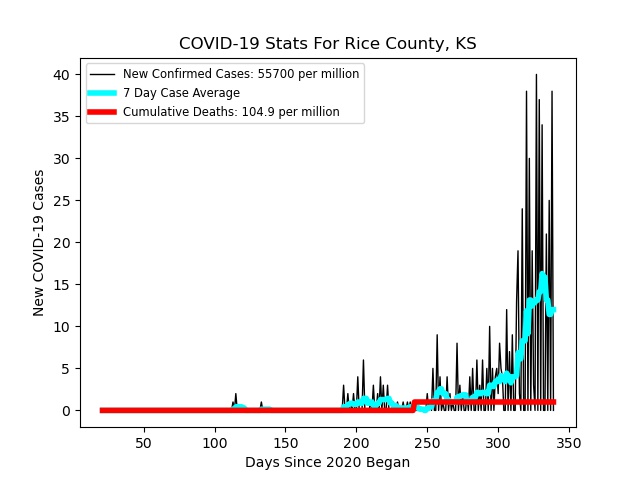 COVID-19 Stats For Rice County, KS
New Confirmed Cases: 55700 per million
7 Day Case Average
Cumulative Deaths: 104.9 per million
New COVID-19 Cases
40
35
30
25
20
15
10
5
0
50
100
150
200
250
300
350
Days Since 2020 Began